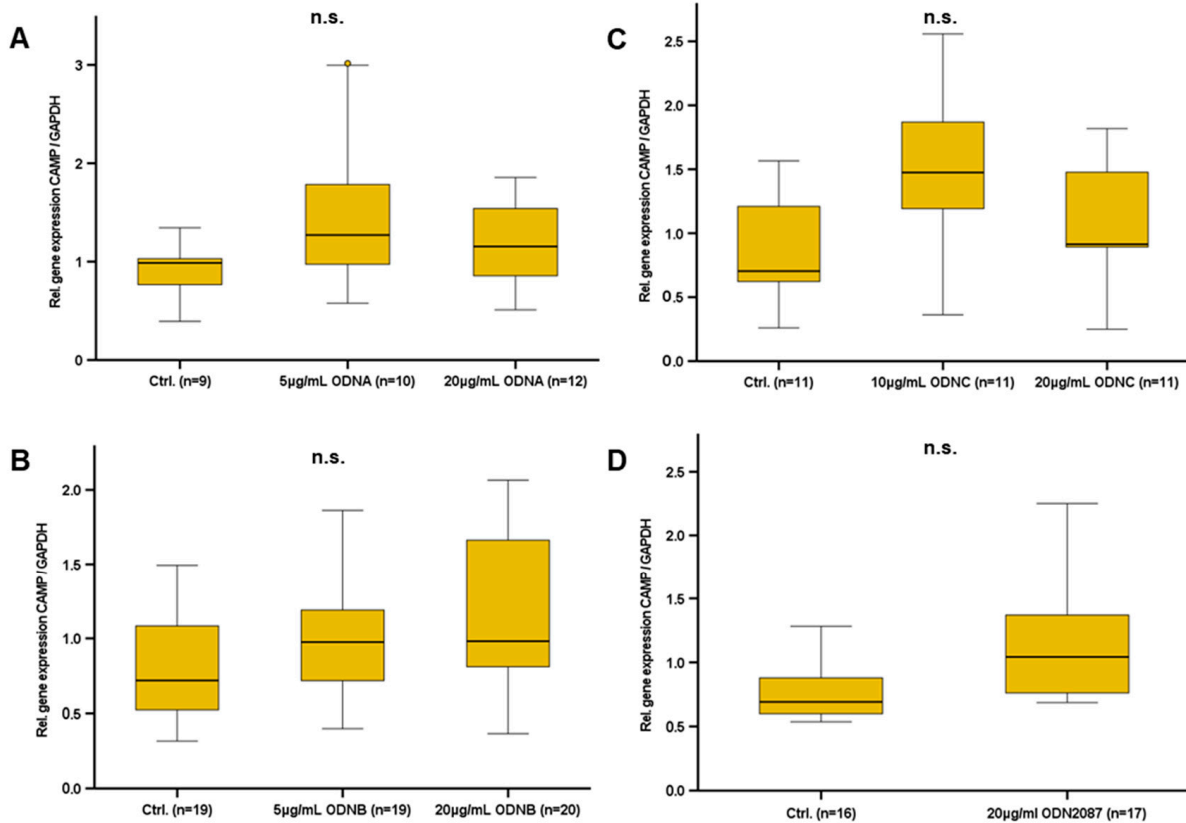 A
n.s.
Rel. gene expression CAMP / GAPDH
3
2
1
0
Ctrl. (n=9)
5µg/mL ODNA (n=10)
20µg/mL ODNA (n=12)
C
n.s.
Rel. gene expression CAMP / GAPDH
2.5
2.0
1.5
1.0
0.5
0.0
Ctrl. (n=11)
10µg/mL ODNC (n=11)
20µg/mL ODNC (n=11)
B
n.s.
Rel. gene expression CAMP / GAPDH
2.0
1.5
1.0
0.5
0.0
Ctrl. (n=19)
5µg/mL ODNB (n=19)
20µg/mL ODNB (n=20)
D
n.s.
Rel. gene expression CAMP / GAPDH
2.5
2.0
1.5
1.0
0.5
0.0
Ctrl. (n=16)
20µg/ml ODN2087 (n=17)